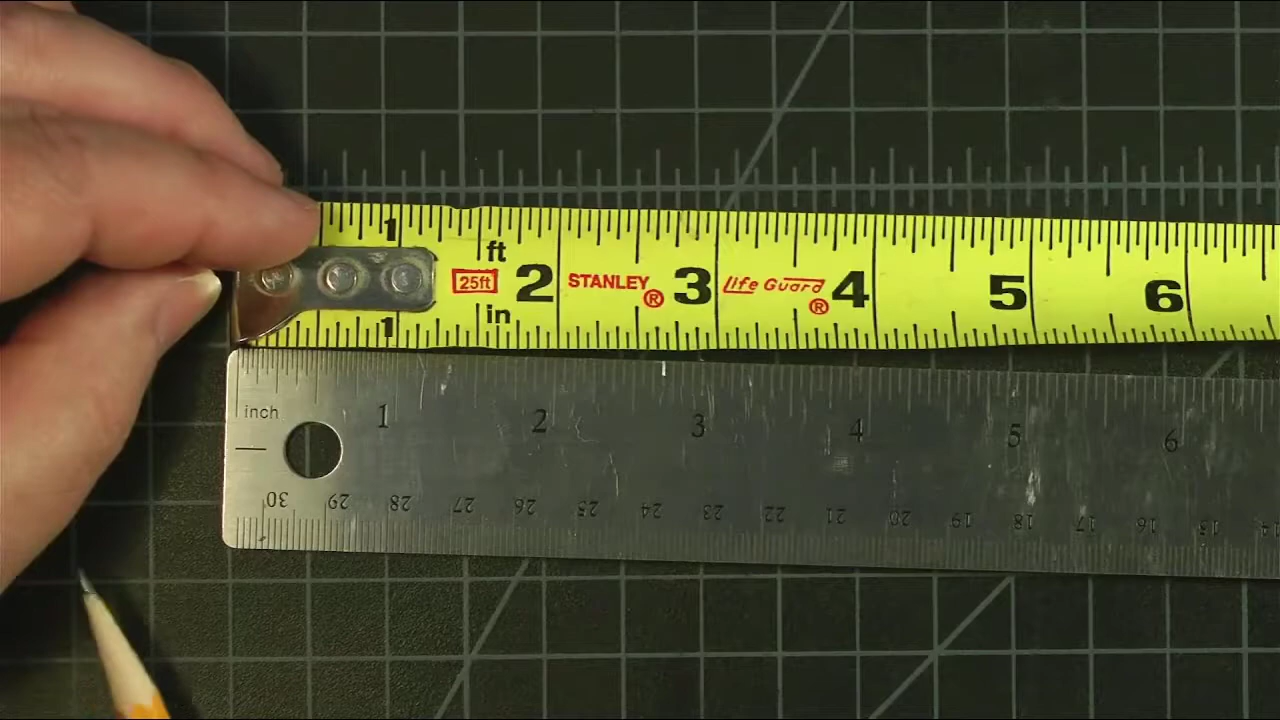 1 ft
25ft 2 STANLEY® 3 Life Guard® 4 5 6
1 in
inch 1 2 3 4 5 6
30 29 28 27 26 25 24 23 22 21 20 19 18 17 16 15 14